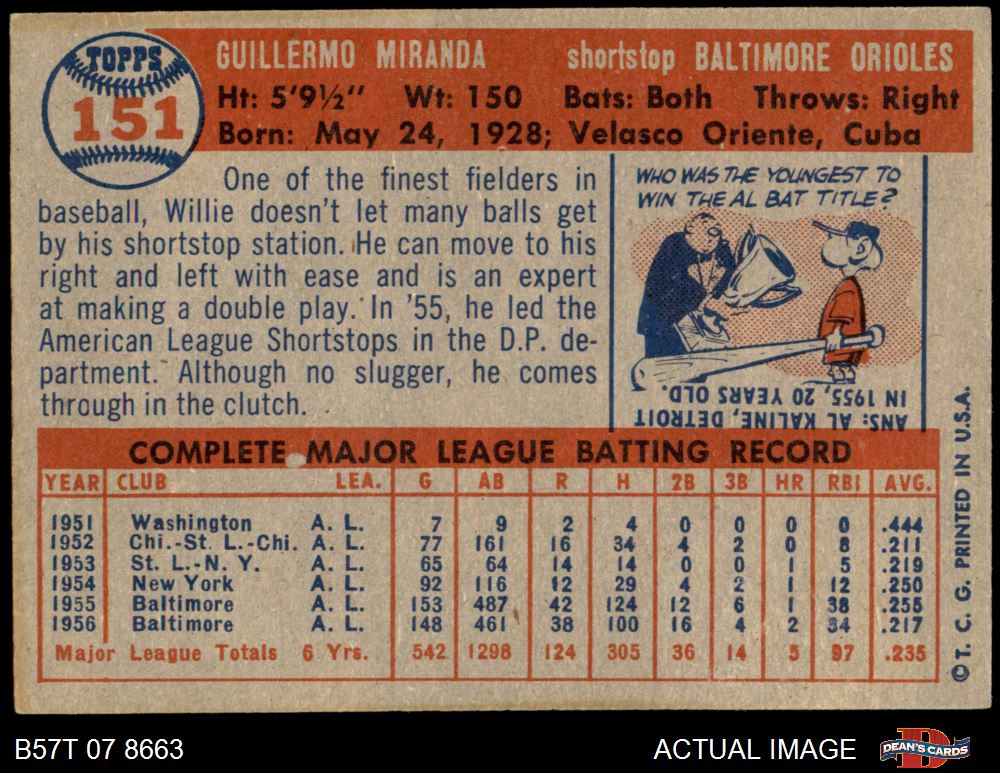 TOPPS
151
GUILLERMO MIRANDA shortstop BALTIMORE ORIOLES
Ht: 5'9½" Wt: 150 Bats: Both Throws: Right
Born: May 24, 1928; Velasco Oriente, Cuba
One of the finest fielders in
baseball, Willie doesn't let many balls get
by his shortstop station. He can move to his
right and left with ease and is an expert
at making a double play. In '55, he led the
American League Shortstops in the D.P. de-
partment. Although no slugger, he comes
through in the clutch.
WHO WAS THE YOUNGEST TO
WIN THE AL BAT TITLE?
ANS: AL KALINE, DETROIT
IN 1955, 20 YEARS OLD.
COMPLETE MAJOR LEAGUE BATTING RECORD
YEAR CLUB LEA. G AB R H 2B 3B HR RBI AVG.
1951 Washington A. L. 7 9 2 4 0 0 0 0 .444
1952 Chi.-St. L.-Chi. A. L. 77 161 16 34 4 2 0 8 .211
1953 St. L.-N. Y. A. L. 65 64 14 14 0 0 1 5 .219
1954 New York A. L. 92 116 12 29 4 2 1 12 .250
1955 Baltimore A. L. 153 487 42 124 12 6 1 38 .255
1956 Baltimore A. L. 148 461 38 100 16 4 2 34 .217
Major League Totals 6 Yrs. 542 1298 124 305 36 14 5 97 .235
©T. C. G. PRINTED IN U.S.A.
B57T 07 8663 ACTUAL IMAGE DEAN'S CARDS